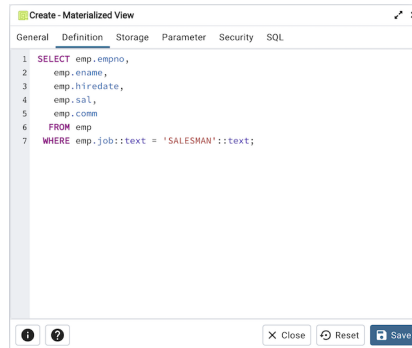 Create - Materialized View
General Definition Storage Parameter Security SQL
1 SELECT emp.empno,
2 emp.ename,
3 emp.hiredate,
4 emp.sal,
5 emp.comm
6 FROM emp
7 WHERE emp.job::text = 'SALESMAN'::text;
Close Reset Save